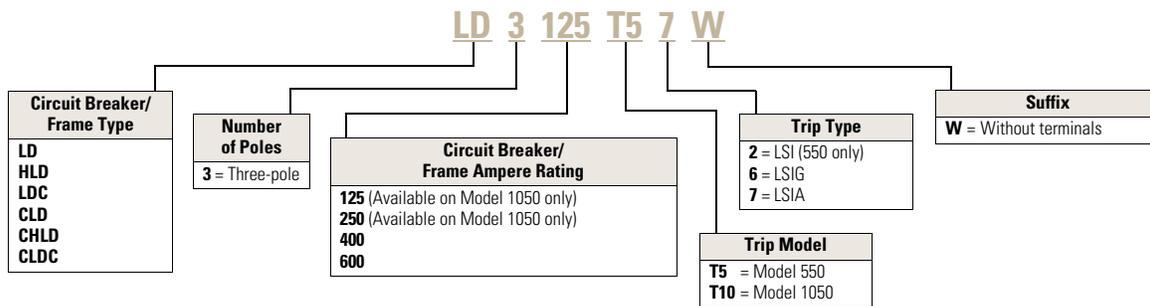 LD 3 125 T5 7 W
Circuit Breaker/
Frame Type
LD
HLD
LDC
CLD
CHLD
CLDC
Number
of Poles
3 = Three-pole
Circuit Breaker/
Frame Ampere Rating
125 (Available on Model 1050 only)
250 (Available on Model 1050 only)
400
600
Trip Model
T5 = Model 550
T10 = Model 1050
Trip Type
2 = LSI (550 only)
6 = LSIG
7 = LSIA
Suffix
W = Without terminals